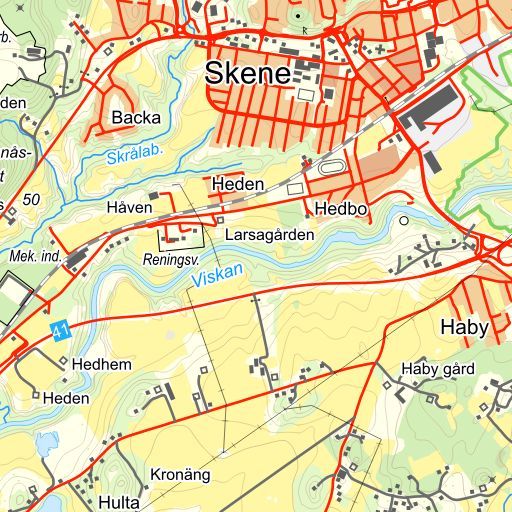 rb.
Skene
den
Backa
nås-
t
Skrålab.
50
s
Heden
Håven
Hedbo
Larsagården
Mek. ind.
Reningsv.
Viskan
41
Haby
Hedhem
Haby gård
Heden
Kronäng
Hulta